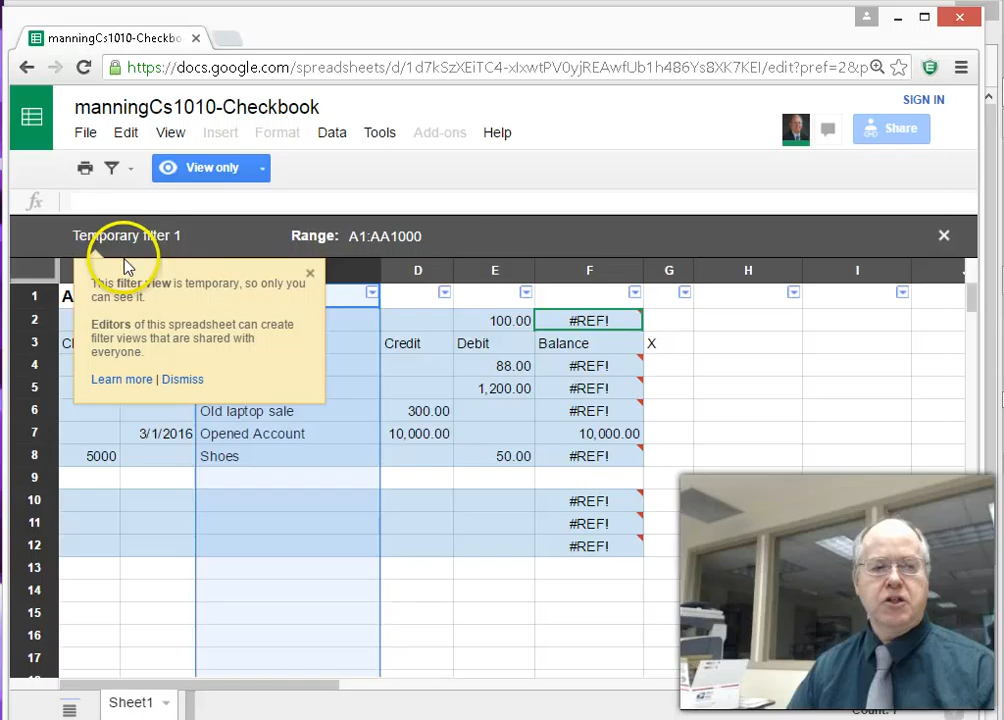 manningCs1010-Checkbo
https://docs.google.com/spreadsheets/d/1d7kSzXEiTC4-xIxwtPV0yjREAwfUb1h486Ys8XK7KEI/edit?pref=2&p
manningCs1010-Checkbook
SIGN IN
File Edit View Insert Format Data Tools Add-ons Help
Share
View only
fx
Temporary filter 1 Range: A1:AA1000
This filter view is temporary, so only you
can see it.
Editors of this spreadsheet can create
filter views that are shared with
everyone.
Learn more | Dismiss
D E F G H I
1 A
2 100.00 #REF!
3 Credit Debit Balance X
4 88.00 #REF!
5 1,200.00 #REF!
6 Old laptop sale 300.00 #REF!
7 3/1/2016 Opened Account 10,000.00 10,000.00
8 5000 Shoes 50.00 #REF!
9
10 #REF!
11 #REF!
12 #REF!
13
14
15
16
17
Sheet1